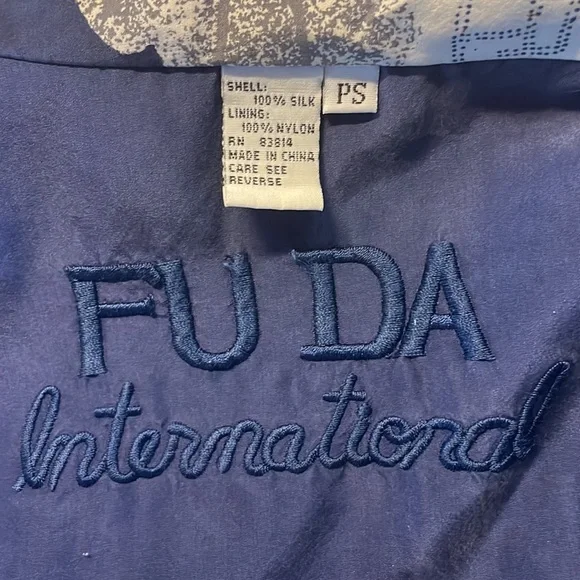 SHELL:
100% SILK
LINING:
100% NYLON
RN 83814
MADE IN CHINA
CARE SEE
REVERSE
PS
FU DA
International